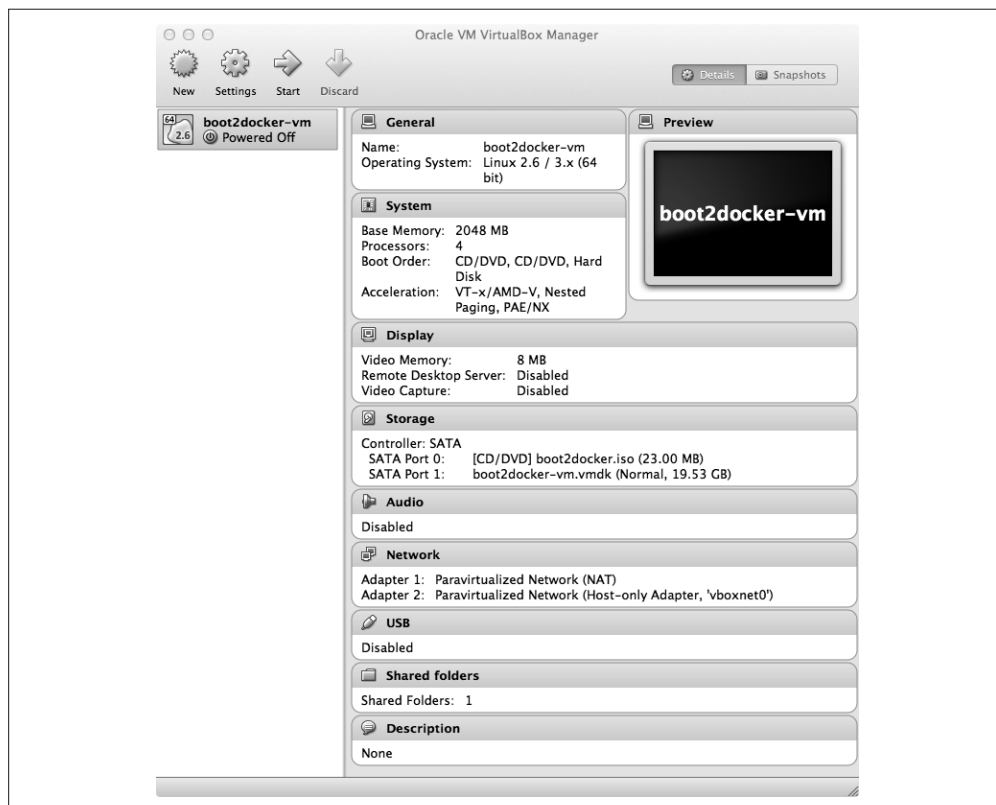 Oracle VM VirtualBox Manager
New Settings Start Discard
Details Snapshots
64
2.6
boot2docker-vm
Powered Off
General
Name: boot2docker-vm
Operating System: Linux 2.6 / 3.x (64
bit)
System
Base Memory: 2048 MB
Processors: 4
Boot Order: CD/DVD, CD/DVD, Hard
Disk
Acceleration: VT-x/AMD-V, Nested
Paging, PAE/NX
Preview
boot2docker-vm
Display
Video Memory: 8 MB
Remote Desktop Server: Disabled
Video Capture: Disabled
Storage
Controller: SATA
SATA Port 0: [CD/DVD] boot2docker.iso (23.00 MB)
SATA Port 1: boot2docker-vm.vmdk (Normal, 19.53 GB)
Audio
Disabled
Network
Adapter 1: Paravirtualized Network (NAT)
Adapter 2: Paravirtualized Network (Host-only Adapter, 'vboxnet0')
USB
Disabled
Shared folders
Shared Folders: 1
Description
None